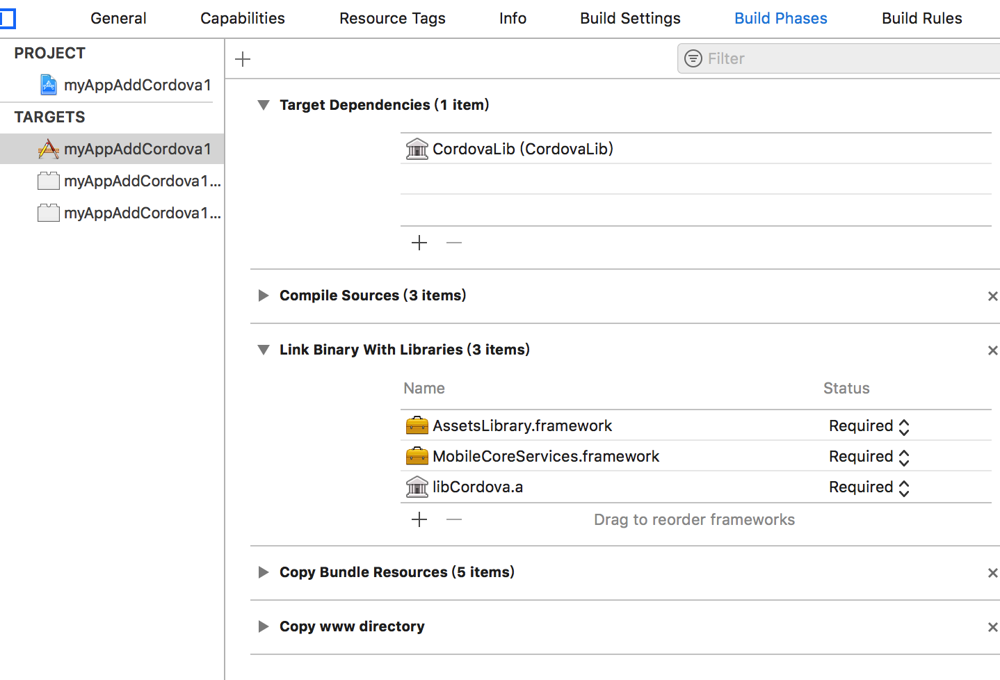 General Capabilities Resource Tags Info Build Settings Build Phases Build Rules
PROJECT
myAppAddCordova1
TARGETS
myAppAddCordova1
myAppAddCordova1...
myAppAddCordova1...
Filter
Target Dependencies (1 item)
CordovaLib (CordovaLib)
Compile Sources (3 items)
Link Binary With Libraries (3 items)
Name Status
AssetsLibrary.framework Required
MobileCoreServices.framework Required
libCordova.a Required
Drag to reorder frameworks
Copy Bundle Resources (5 items)
Copy www directory